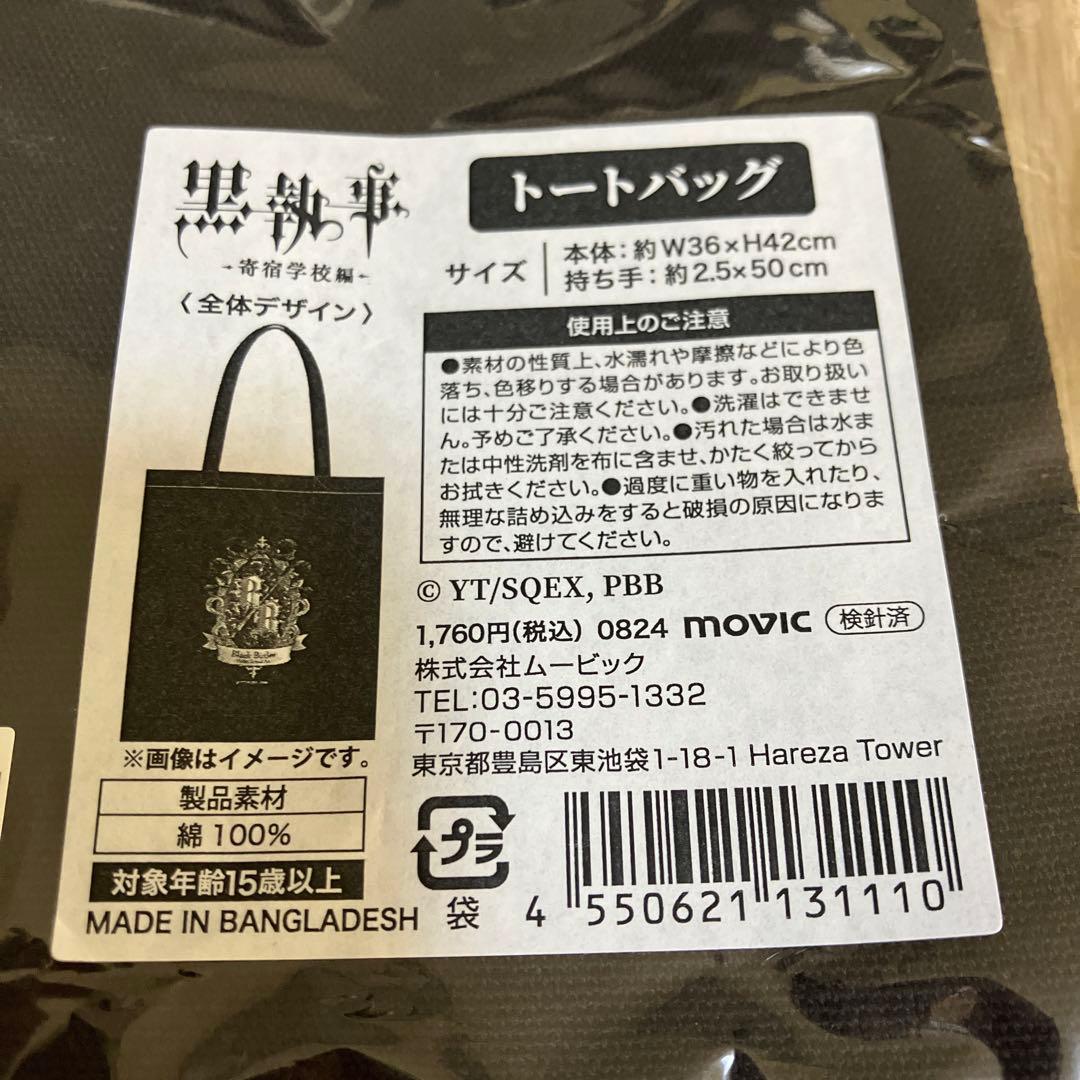 黒執事
-寄宿学校編-
〈全体デザイン〉
Black Butler
※画像はイメージです。
製品素材
綿100%
対象年齢15歳以上
MADE IN BANGLADESH
トートバッグ
サイズ
本体：約W36×H42cm
持ち手：約2.5×50cm
使用上のご注意
●素材の性質上、水濡れや摩擦などにより色
落ち、色移りする場合があります。お取り扱い
には十分ご注意ください。●洗濯はできませ
ん。予めご了承ください。●汚れた場合は水ま
たは中性洗剤を布に含ませ、かたく絞ってから
お拭きください。●過度に重い物を入れたり、
無理な詰め込みをすると破損の原因になりま
すので、避けてください。
© YT/SQEX, PBB
1,760円(税込) 0824 movic 検針済
株式会社ムービック
TEL:03-5995-1332
〒170-0013
東京都豊島区東池袋1-18-1 Hareza Tower
プラ
袋
4 550621 131110